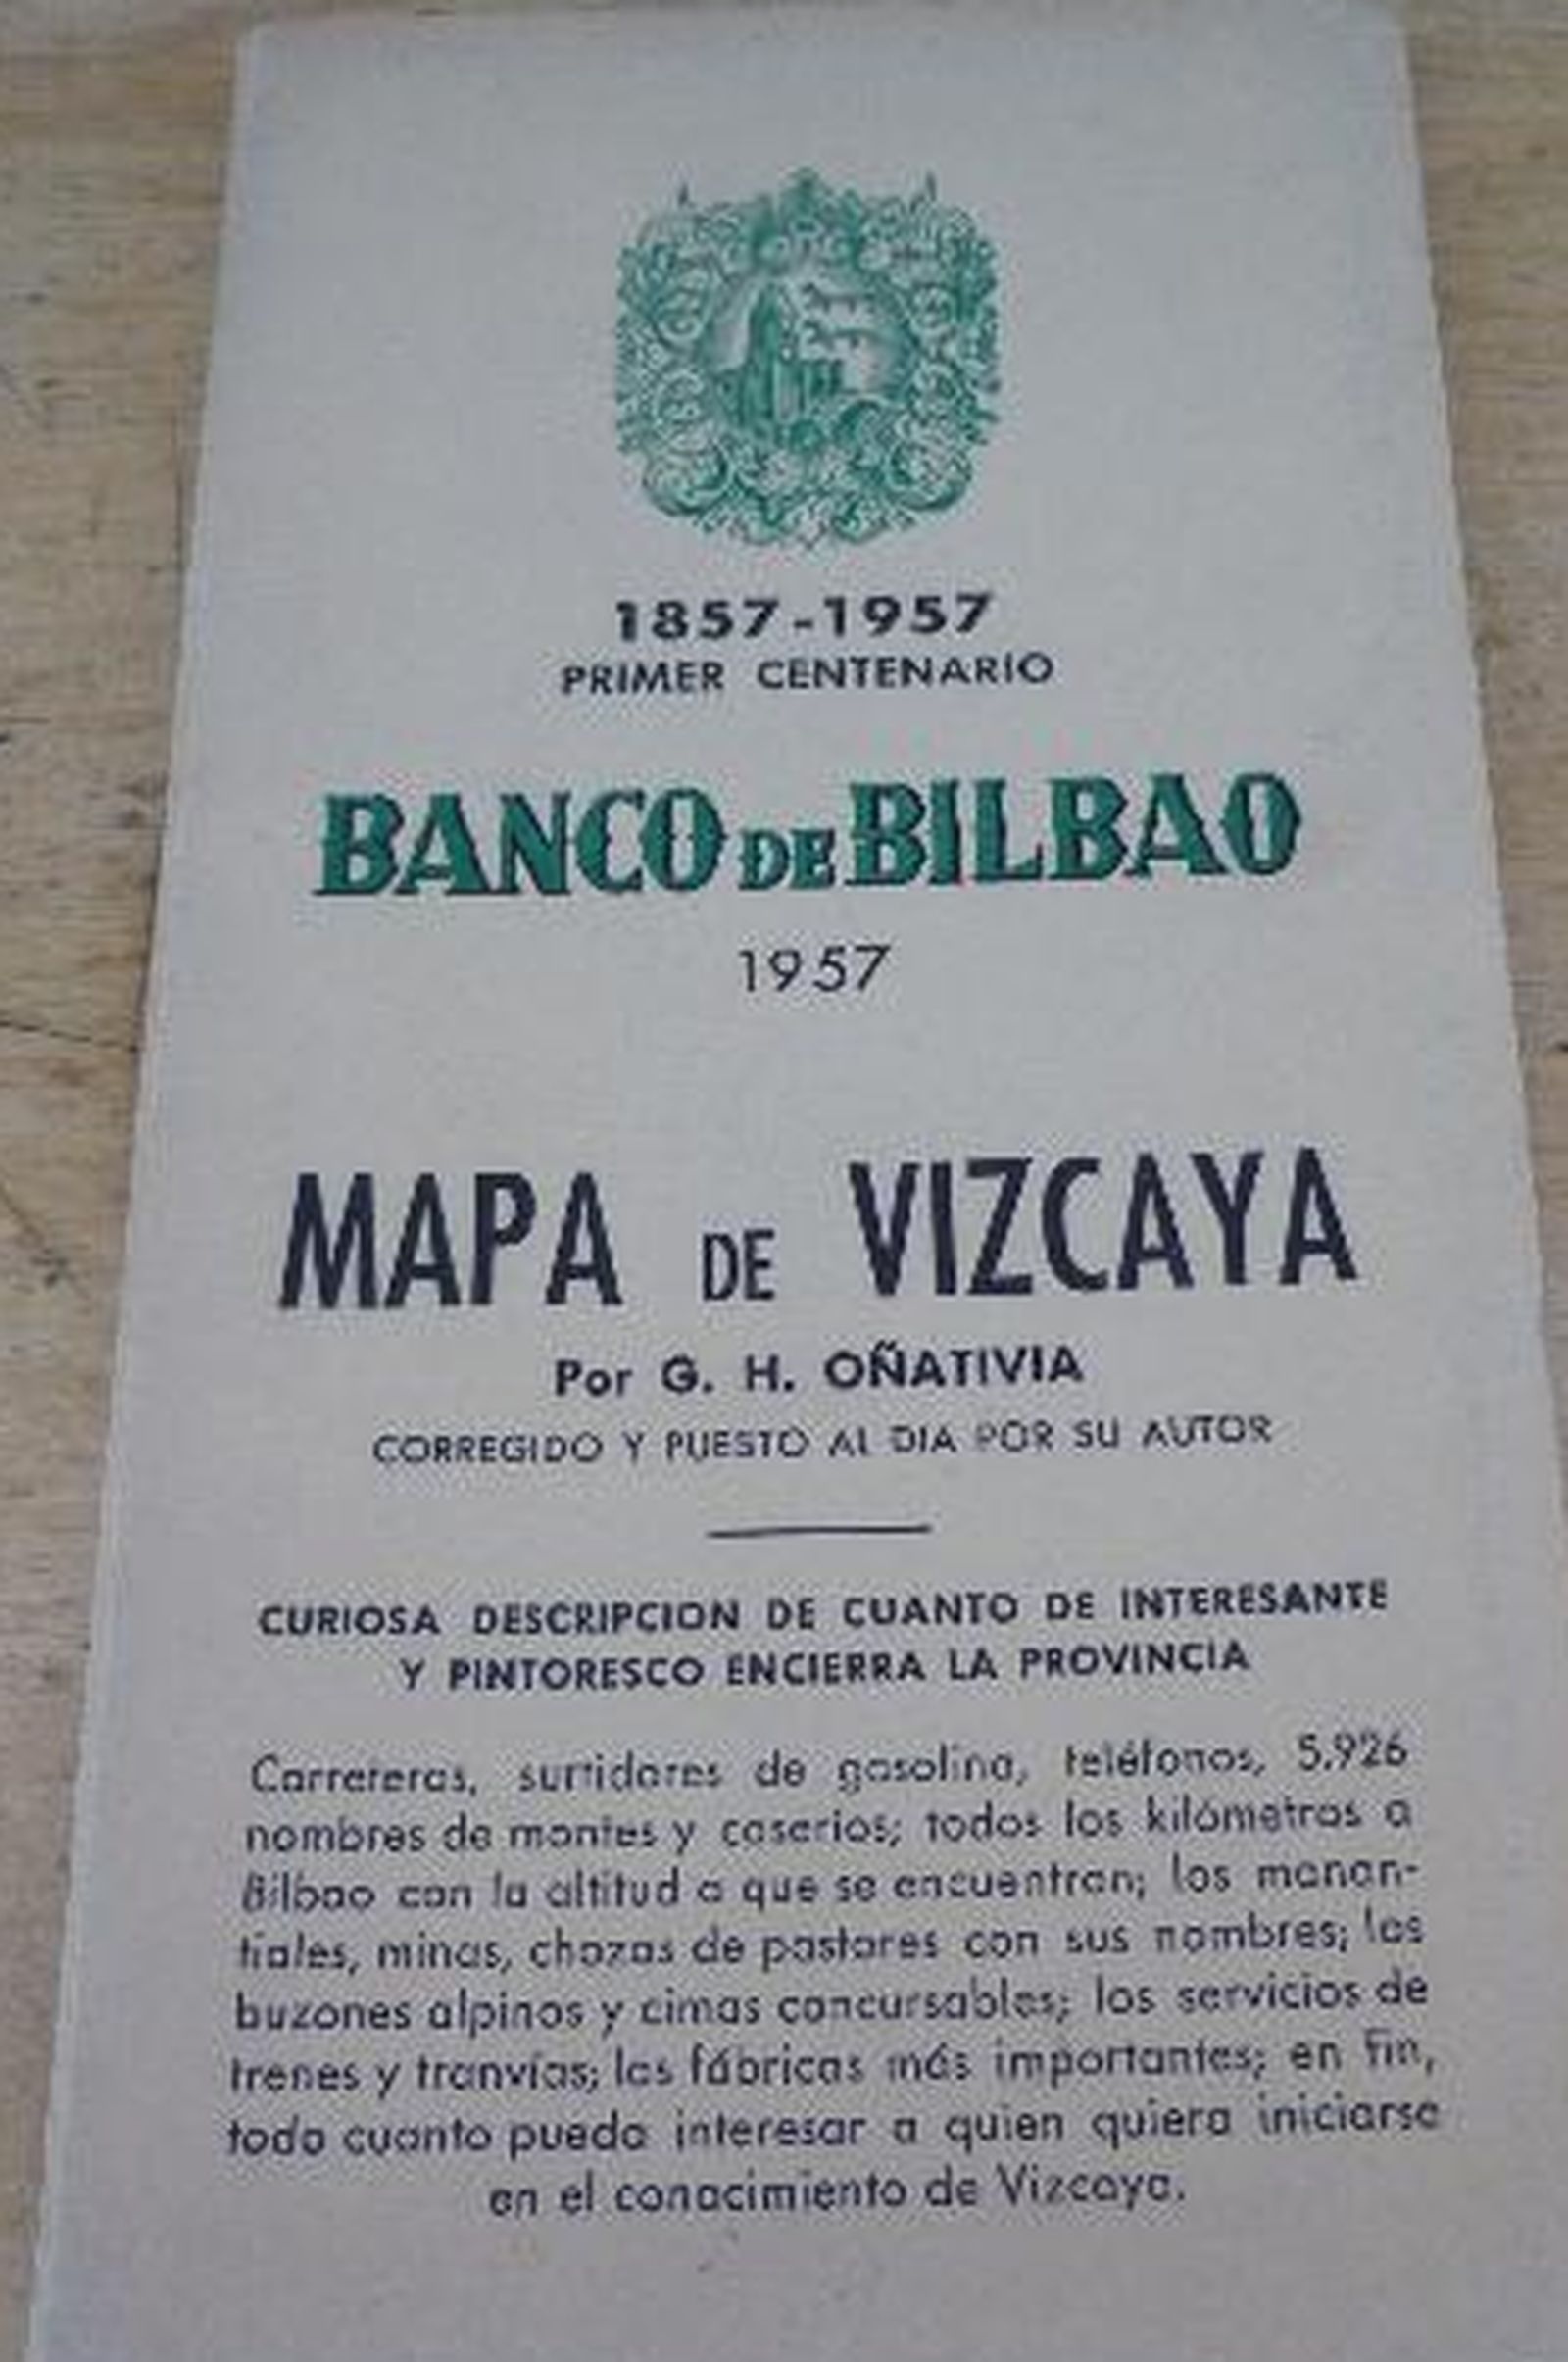 1857-1957
PRIMER CENTENARIO
BANCO DE BILBAO
1957
MAPA DE VIZCAYA
Por G. H. OÑATIVIA
CORREGIDO Y PUESTO AL DIA POR SU AUTOR
CURIOSA DESCRIPCION DE CUANTO DE INTERESANTE
Y PINTORESCO ENCIERRA LA PROVINCIA
Carreteras, surtidores de gasolina, teléfonos, 5.926
nombres de montes y caserios; todos los kilómetros a
Bilbao con la altitud a que se encuentran; los manan-
tiales, minas, chozas de pastores con sus nombres; los
buzones alpinos y cimas concursables; los servicios de
trenes y tranvías; las fábricas más importantes; en fin,
todo cuanto pueda interesar a quien quiera iniciarse
en el conocimiento de Vizcaya.